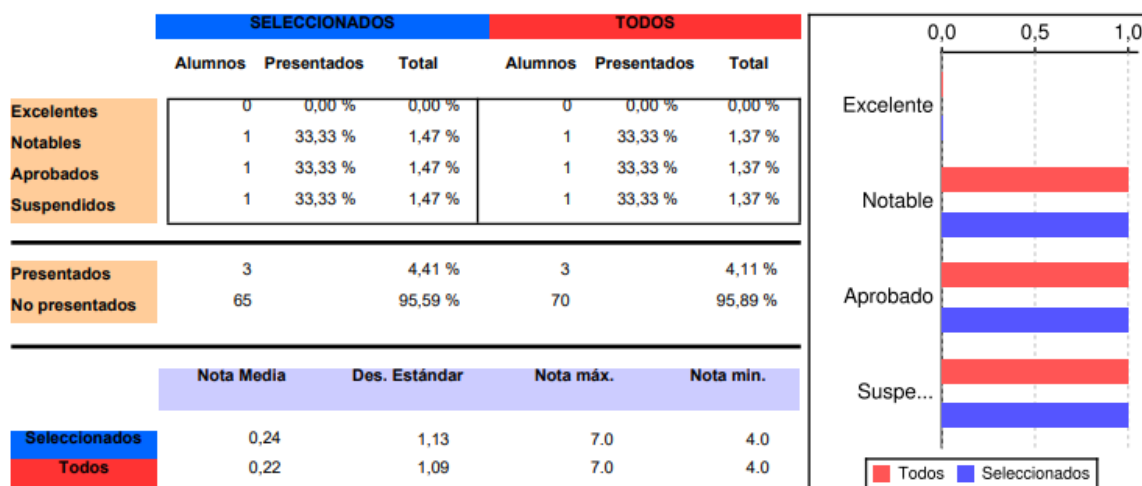 SELECCIONADOS TODOS
Alumnos Presentados Total Alumnos Presentados Total
Excelentes 0 0,00 % 0,00 % 0 0,00 % 0,00 %
Notables 1 33,33 % 1,47 % 1 33,33 % 1,37 %
Aprobados 1 33,33 % 1,47 % 1 33,33 % 1,37 %
Suspendidos 1 33,33 % 1,47 % 1 33,33 % 1,37 %
Presentados 3 4,41 % 3 4,11 %
No presentados 65 95,59 % 70 95,89 %
Nota Media Des. Estándar Nota máx. Nota min.
Seleccionados 0,24 1,13 7.0 4.0
Todos 0,22 1,09 7.0 4.0
0,0 0,5 1,0
Excelente
Notable
Aprobado
Suspe...
Todos Seleccionados